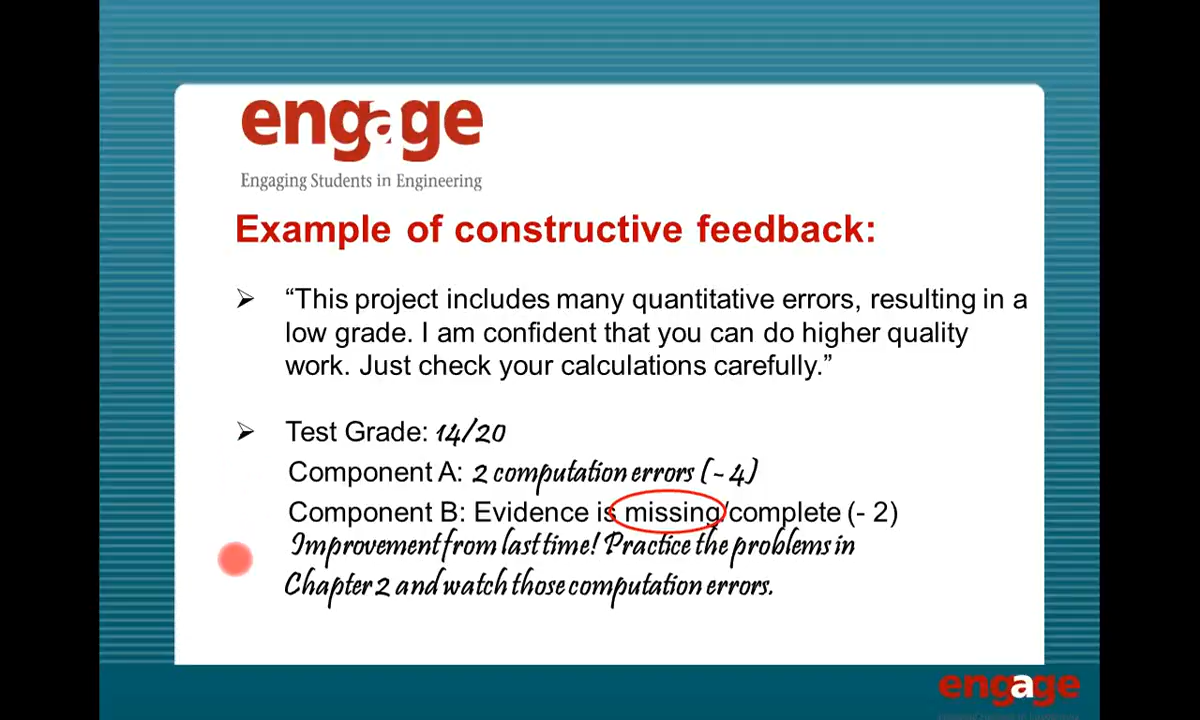 engage
Engaging Students in Engineering
Example of constructive feedback:
“This project includes many quantitative errors, resulting in a
low grade. I am confident that you can do higher quality
work. Just check your calculations carefully.”
Test Grade: 14/20
Component A: 2 computation errors (- 4)
Component B: Evidence is missing/complete (- 2)
Improvement from last time! Practice the problems in
Chapter 2 and watch those computation errors.
engage